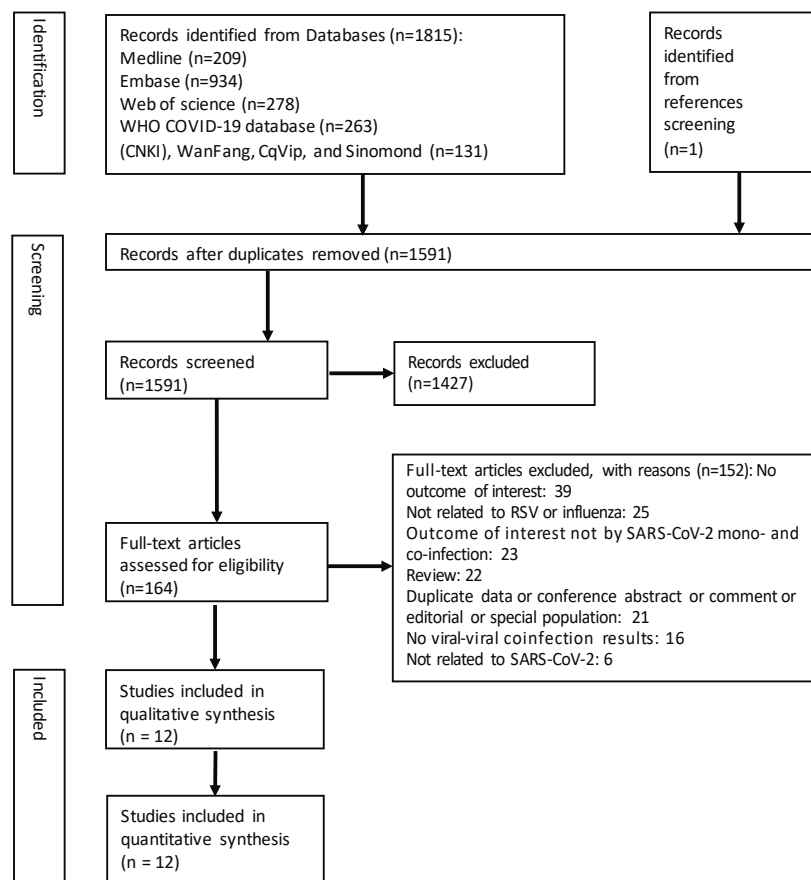 Identification
Records identified from Databases (n=1815):
Medline (n=209)
Embase (n=934)
Web of science (n=278)
WHO COVID-19 database (n=263)
(CNKI), WanFang, CqVip, and Sinomond (n=131)
Records
identified
from
references
screening
(n=1)
Screening
Records after duplicates removed (n=1591)
Records screened
(n=1591)
Records excluded
(n=1427)
Full-text articles
assessed for eligibility
(n=164)
Full-text articles excluded, with reasons (n=152): No
outcome of interest: 39
Not related to RSV or influenza: 25
Outcome of interest not by SARS-CoV-2 mono- and
co-infection: 23
Review: 22
Duplicate data or conference abstract or comment or
editorial or special population: 21
No viral-viral coinfection results: 16
Not related to SARS-CoV-2: 6
Included
Studies included in
qualitative synthesis
(n = 12)
Studies included in
quantitative synthesis
(n = 12)